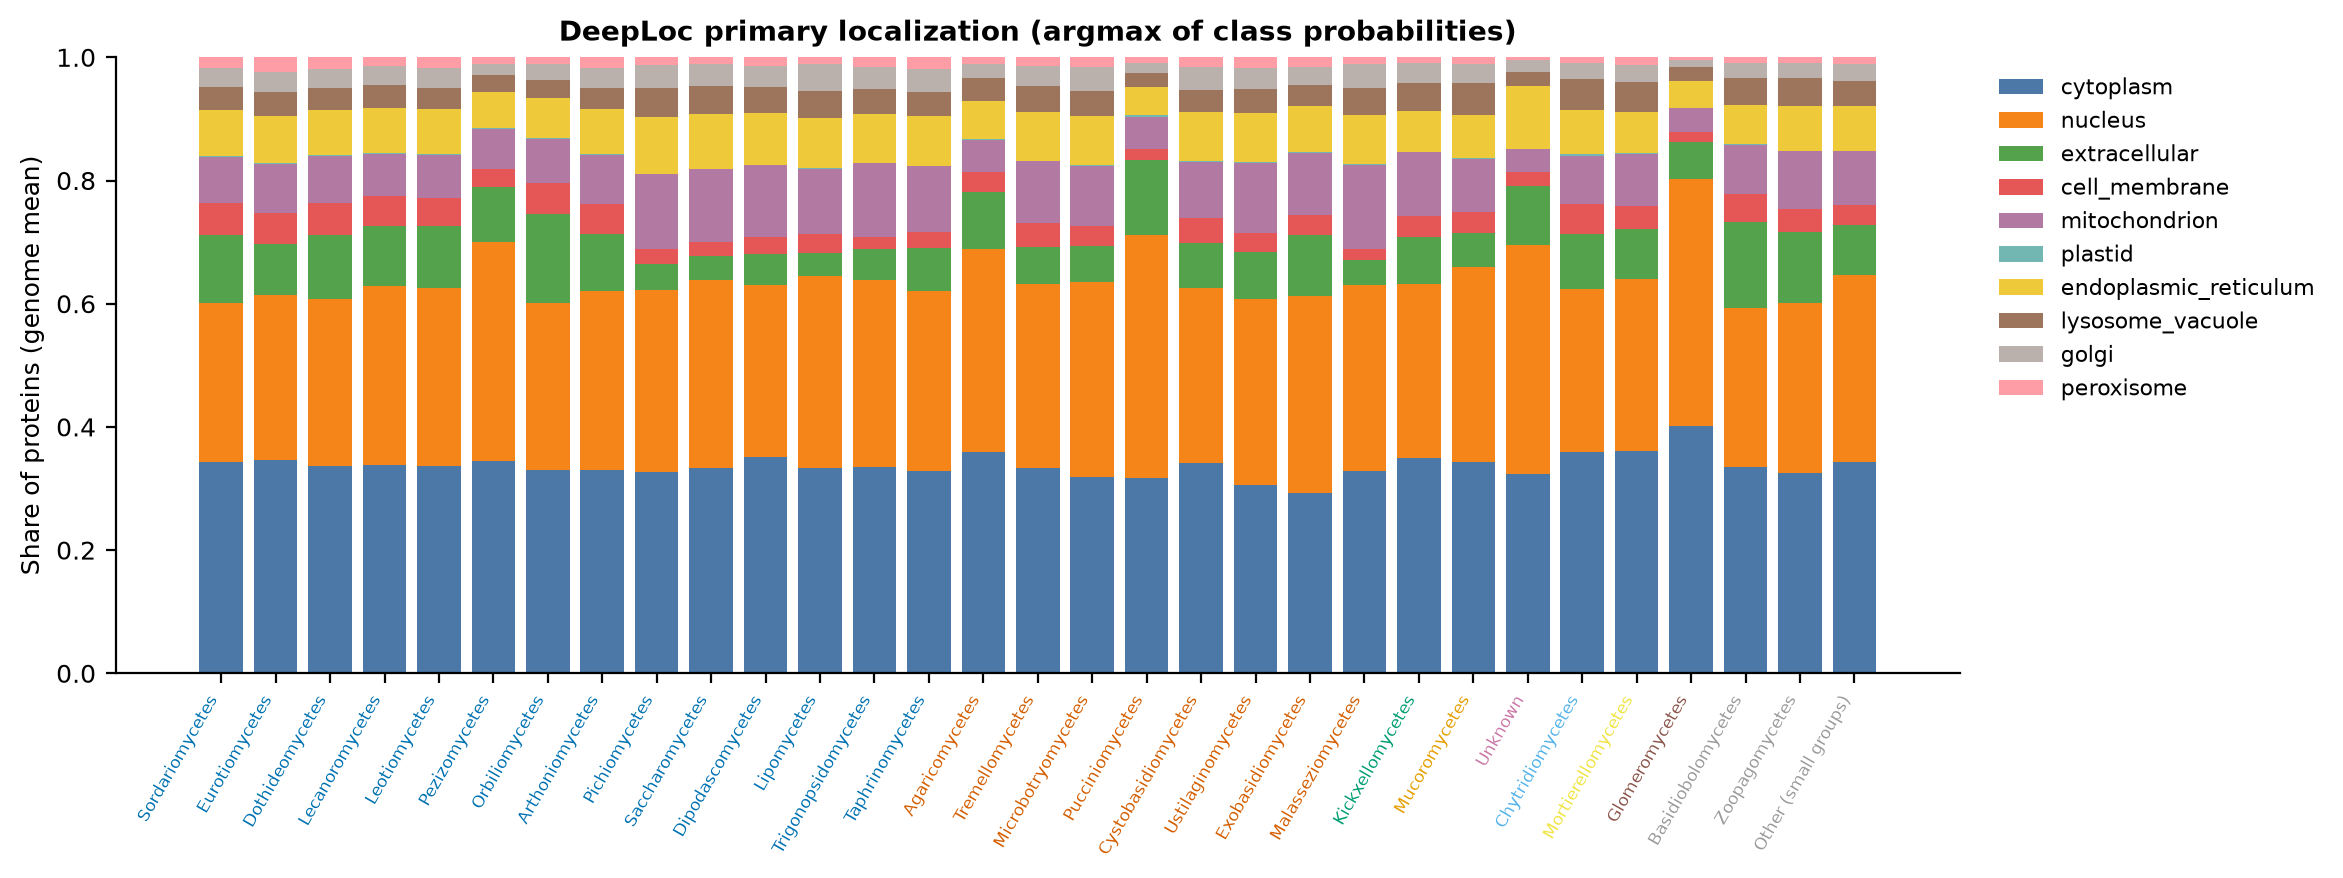 DeepLoc primary localization (argmax of class probabilities)
Share of proteins (genome mean)
1.0
0.8
0.6
0.4
0.2
0.0
Sordariomycetes
Eurotiomycetes
Dothideomycetes
Lecanoromycetes
Leotiomycetes
Pezizomycetes
Orbiliomycetes
Arthoniomycetes
Pichiomycetes
Saccharomycetes
Dipodascomycetes
Lipomycetes
Trigonopsidomycetes
Taphrinomycetes
Agaricomycetes
Tremellomycetes
Microbotryomycetes
Pucciniomycetes
Cystobasidiomycetes
Ustilaginomycetes
Exobasidiomycetes
Malasseziomycetes
Kickxellomycetes
Mucoromycetes
Unknown
Chytridiomycetes
Mortierellomycetes
Glomeromycetes
Basidiobolomycetes
Zoopagomycetes
Other (small groups)
cytoplasm
nucleus
extracellular
cell_membrane
mitochondrion
plastid
endoplasmic_reticulum
lysosome_vacuole
golgi
peroxisome